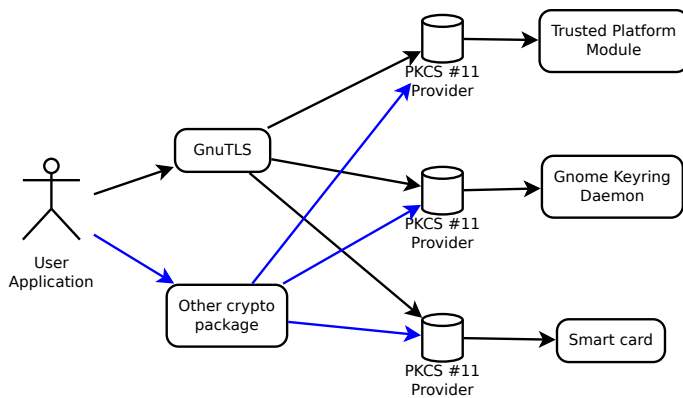 Trusted Platform
Module
PKCS #11
Provider
GnuTLS
Gnome Keyring
Daemon
PKCS #11
Provider
User
Application
Other crypto
package
Smart card
PKCS #11
Provider